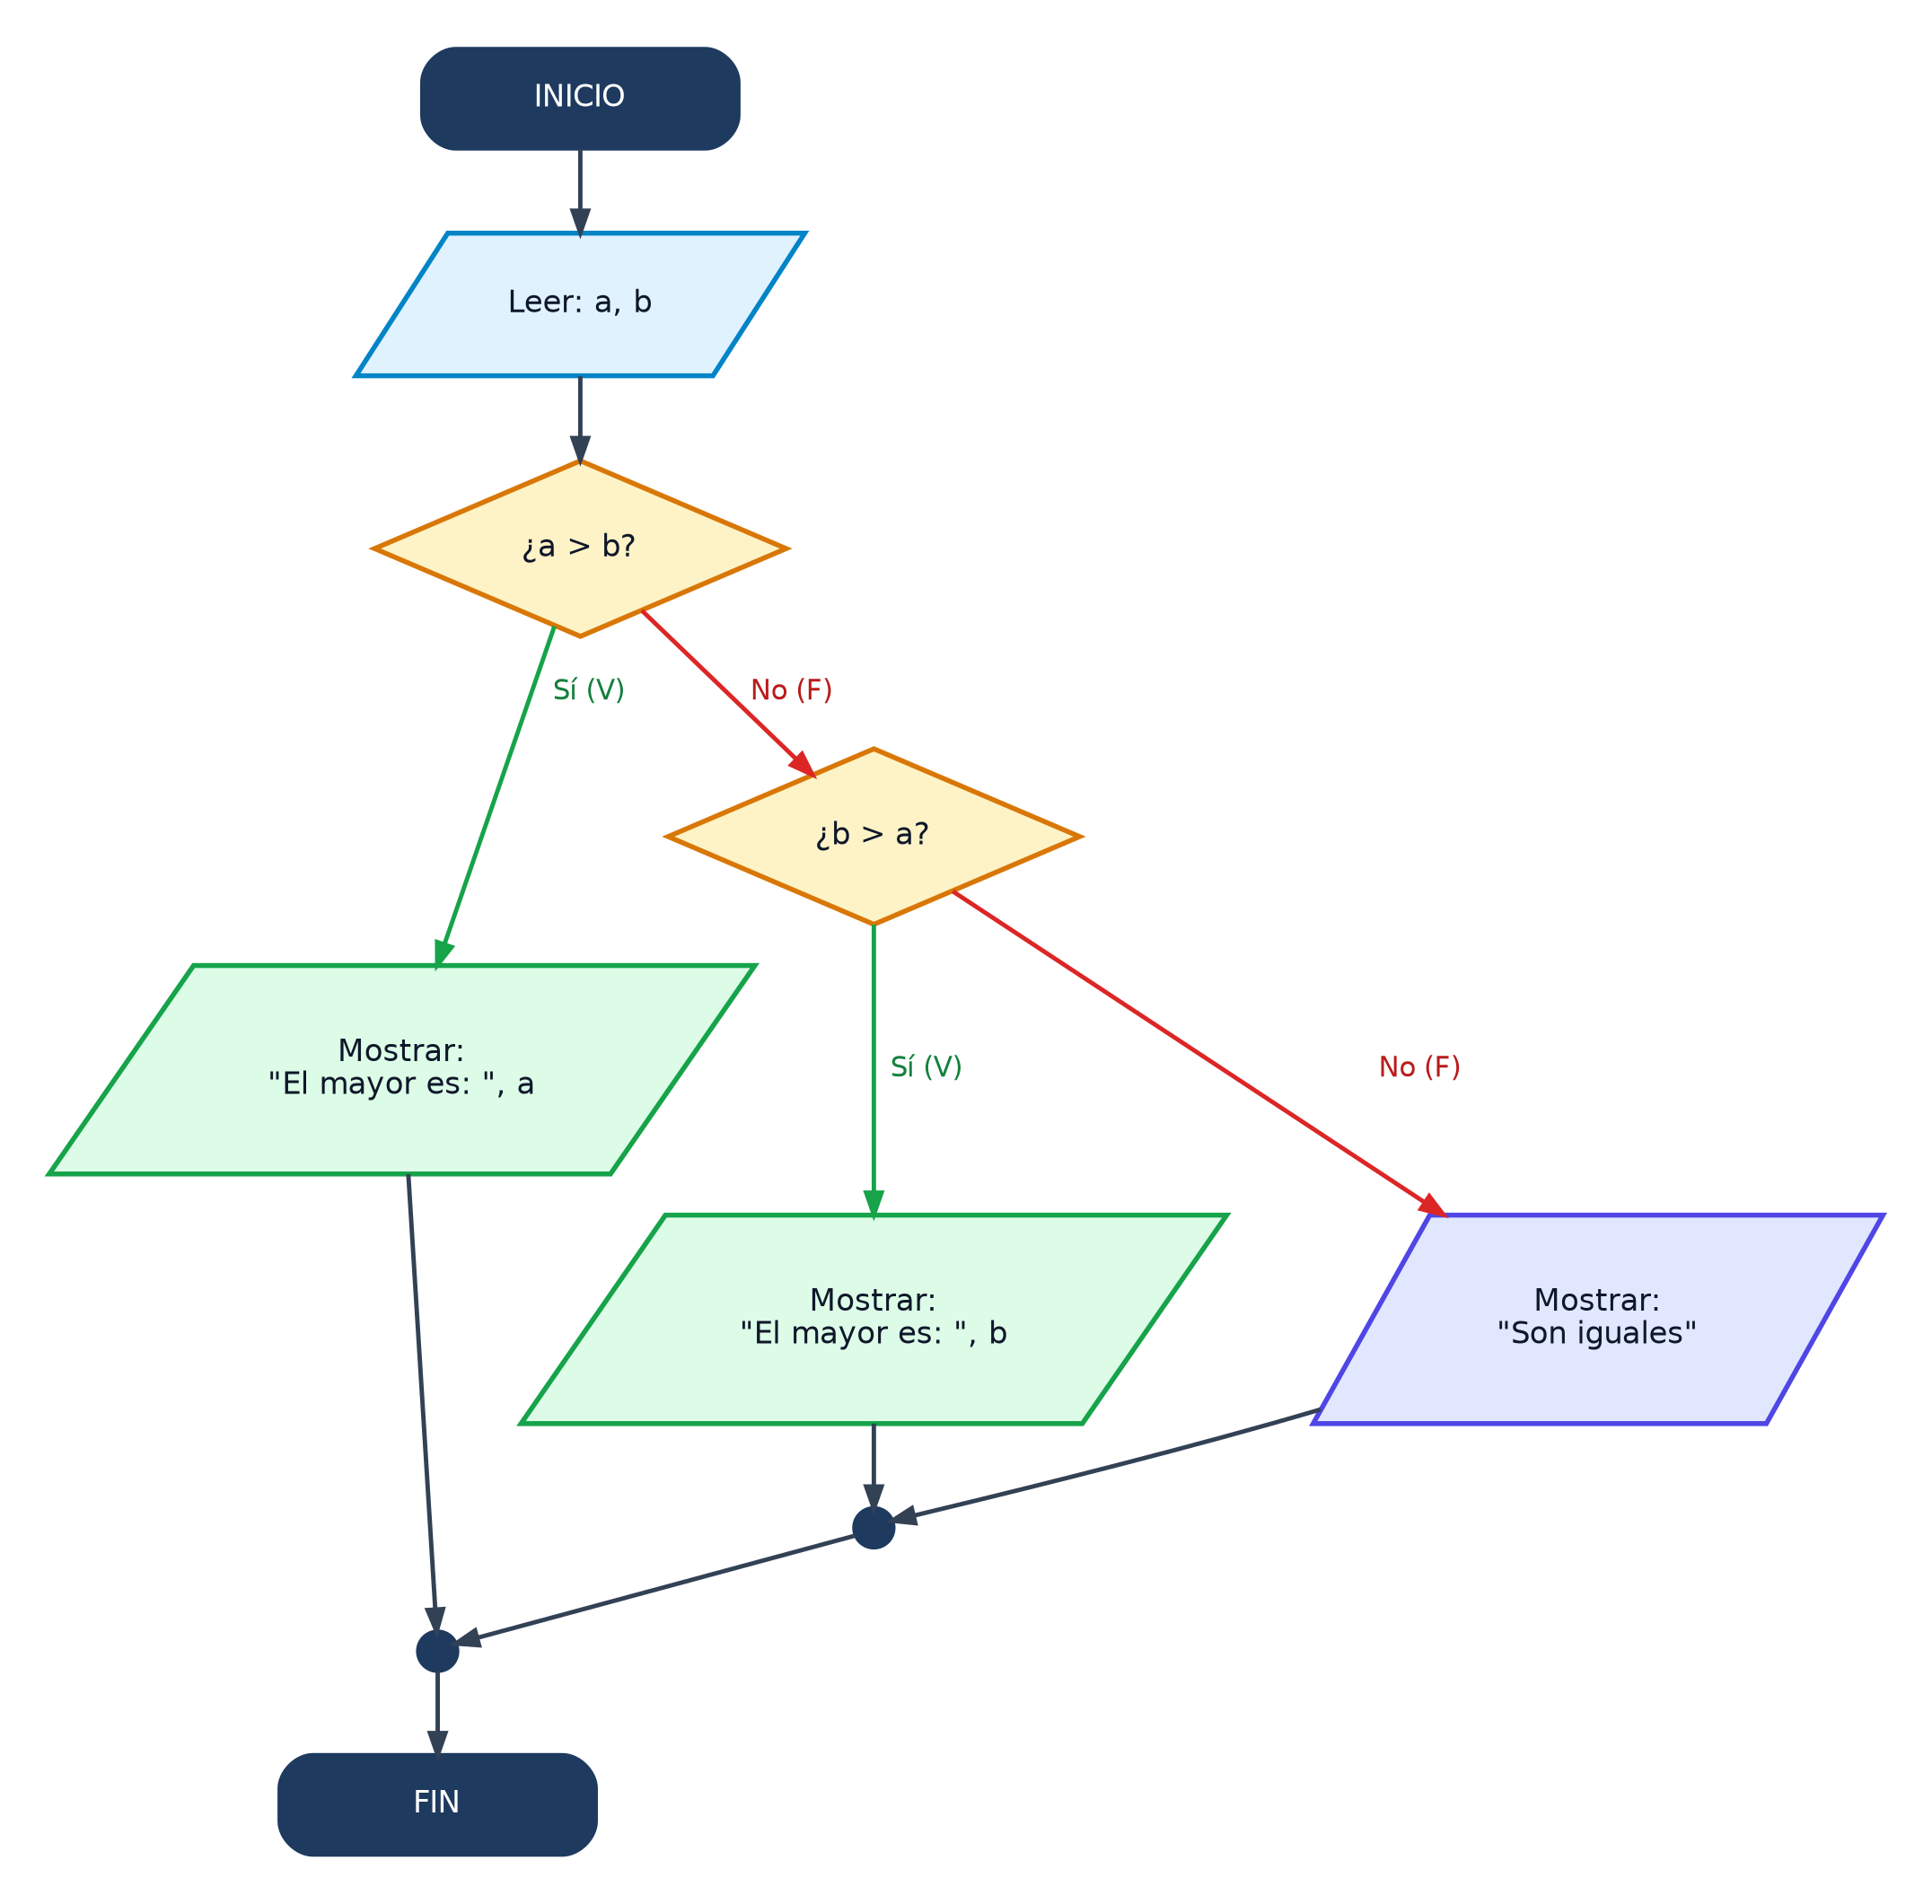 INICIO
Leer: a, b
¿a > b?
Sí (V)
No (F)
¿b > a?
Mostrar:
"El mayor es: ", a
Sí (V)
No (F)
Mostrar:
"El mayor es: ", b
Mostrar:
"Son iguales"
FIN